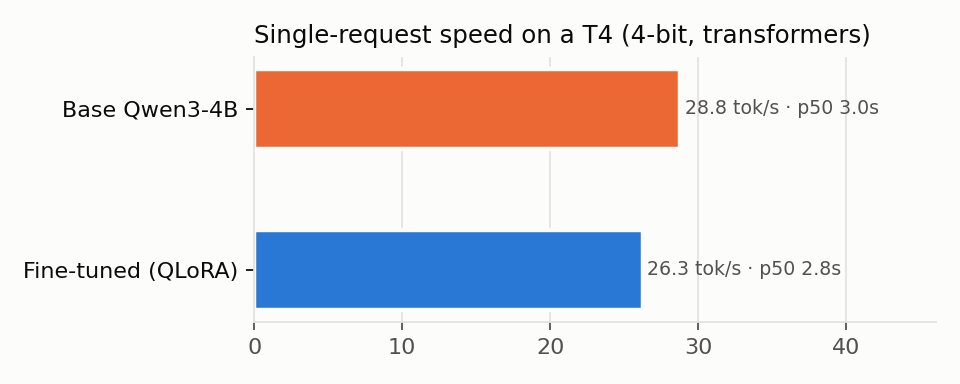 Single-request speed on a T4 (4-bit, transformers)
Base Qwen3-4B
28.8 tok/s · p50 3.0s
Fine-tuned (QLoRA)
26.3 tok/s · p50 2.8s
0 10 20 30 40